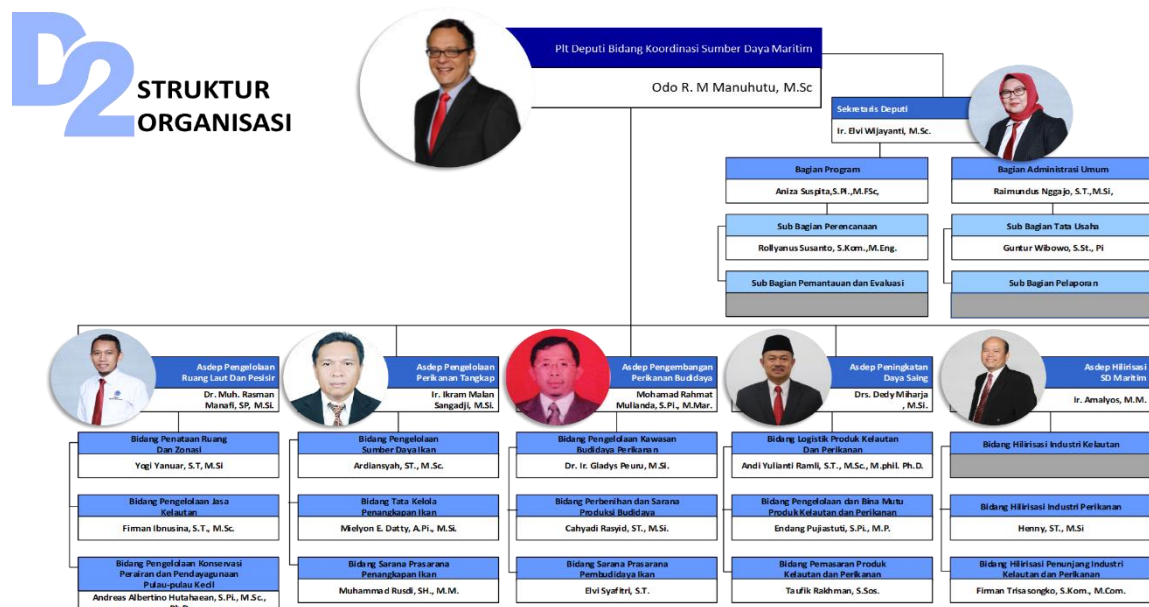 D2
STRUKTUR
ORGANISASI
Plt Deputi Bidang Koordinasi Sumber Daya Maritim
Odo R. M Manuhutu, M.Sc
Sekretaris Deputi
Ir. Elvi Wijayanti, M.Sc.
Bagian Program
Aniza Suspita,S.Pi.,M.FSc,
Bagian Administrasi Umum
Raimundus Nggajo, S.T.,M.Si,
Sub Bagian Perencanaan
Rollyanus Susanto, S.Kom.,M.Eng.
Sub Bagian Tata Usaha
Guntur Wibowo, S.St., Pi
Sub Bagian Pemantauan dan Evaluasi
Sub Bagian Pelaporan
Asdep Pengelolaan
Ruang Laut Dan Pesisir
Dr. Muh. Rasman
Manafi, SP, M.Si.
Asdep Pengelolaan
Perikanan Tangkap
Ir. Ikram Malan
Sangadji, M.Si.
Asdep Pengembangan
Perikanan Budidaya
Mohamad Rahmat
Mulianda, S.Pi., M.Mar.
Asdep Peningkatan
Daya Saing
Drs. Dedy Miharja
, M.Si.
Asdep Hilirisasi
SD Maritim
Ir. Amalyos, M.M.
Bidang Penataan Ruang
Dan Zonasi
Yogi Yanuar, S.T, M.Si
Bidang Pengelolaan Jasa
Kelautan
Firman Ibnusina, S.T., M.Sc.
Bidang Pengelolaan Konservasi
Perairan dan Pendayagunaan
Pulau-pulau Kecil
Andreas Albertino Hutahaean, S.Pi., M.Sc.,
Ph.D
Bidang Pengelolaan
Sumber Daya Ikan
Ardiansyah, ST., M.Sc.
Bidang Tata Kelola
Penangkapan Ikan
Mielyon E. Datty, A.Pi., M.Si.
Bidang Sarana Prasarana
Penangkapan Ikan
Muhammad Rusdi, SH., M.M.
Bidang Pengelolaan Kawasan
Budidaya Perikanan
Dr. Ir. Gladys Peuru, M.Si.
Bidang Perbenihan dan Sarana
Produksi Budidaya
Cahyadi Rasyid, ST., M.Si.
Bidang Sarana Prasarana
Pembudidaya Ikan
Elvi Syafitri, S.T.
Bidang Logistik Produk Kelautan
Dan Perikanan
Andi Yulianti Ramli, S.T., M.Sc., M.phil. Ph.D.
Bidang Pengelolaan dan Bina Mutu
Produk Kelautan dan Perikanan
Endang Pujiastuti, S.Pi., M.P.
Bidang Pemasaran Produk
Kelautan dan Perikanan
Taufik Rakhman, S.Sos.
Bidang Hilirisasi Industri Kelautan
Bidang Hilirisasi Industri Perikanan
Henny, ST., M.Si
Bidang Hilirisasi Penunjang Industri
Kelautan dan Perikanan
Firman Trisasongko, S.Kom., M.Com.